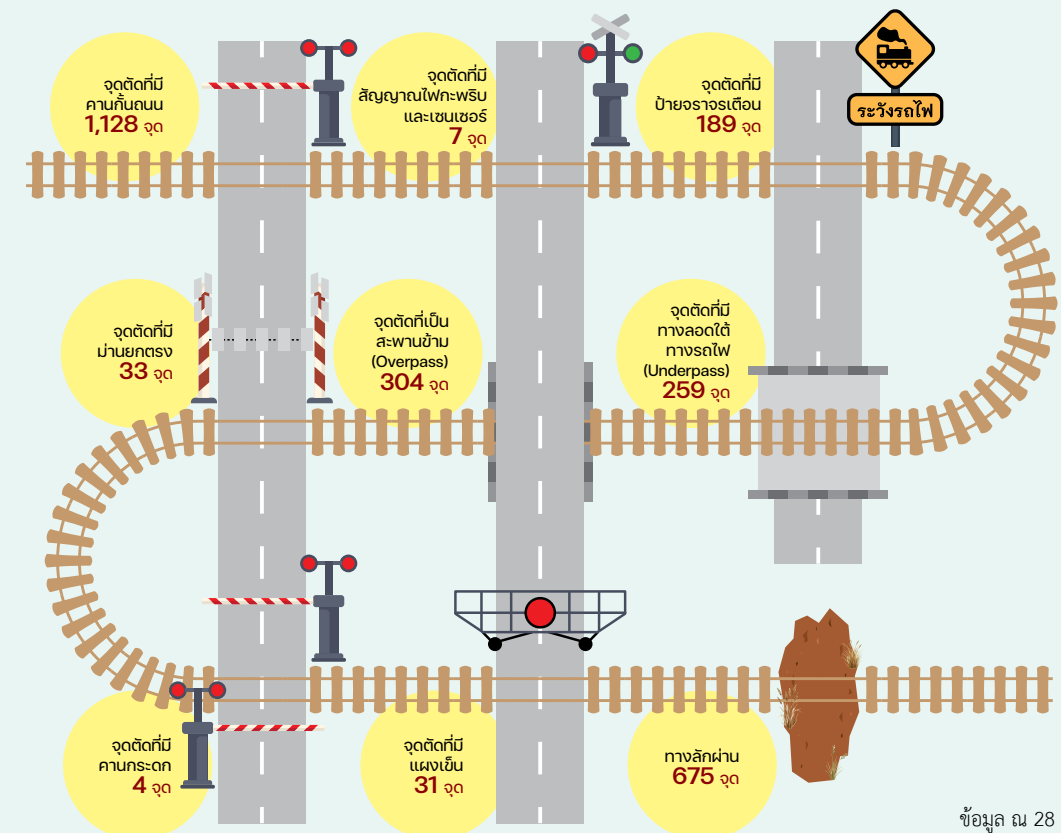 จุดตัดที่มี
คานกั้นถนน
1,128 จุด
จุดตัดที่มี
สัญญาณไฟกะพริบ
และเซนเซอร์
7 จุด
จุดตัดที่มี
ป้ายจราจรเตือน
189 จุด
ระวังรถไฟ
จุดตัดที่มี
ม่านยกตรง
33 จุด
จุดตัดที่เป็น
สะพานข้าม
(Overpass)
304 จุด
จุดตัดที่มี
ทางลอดใต้
ทางรถไฟ
(Underpass)
259 จุด
จุดตัดที่มี
คานกระดก
4 จุด
จุดตัดที่มี
แผงเข็น
31 จุด
ทางลักผ่าน
675 จุด
ข้อมูล ณ 28